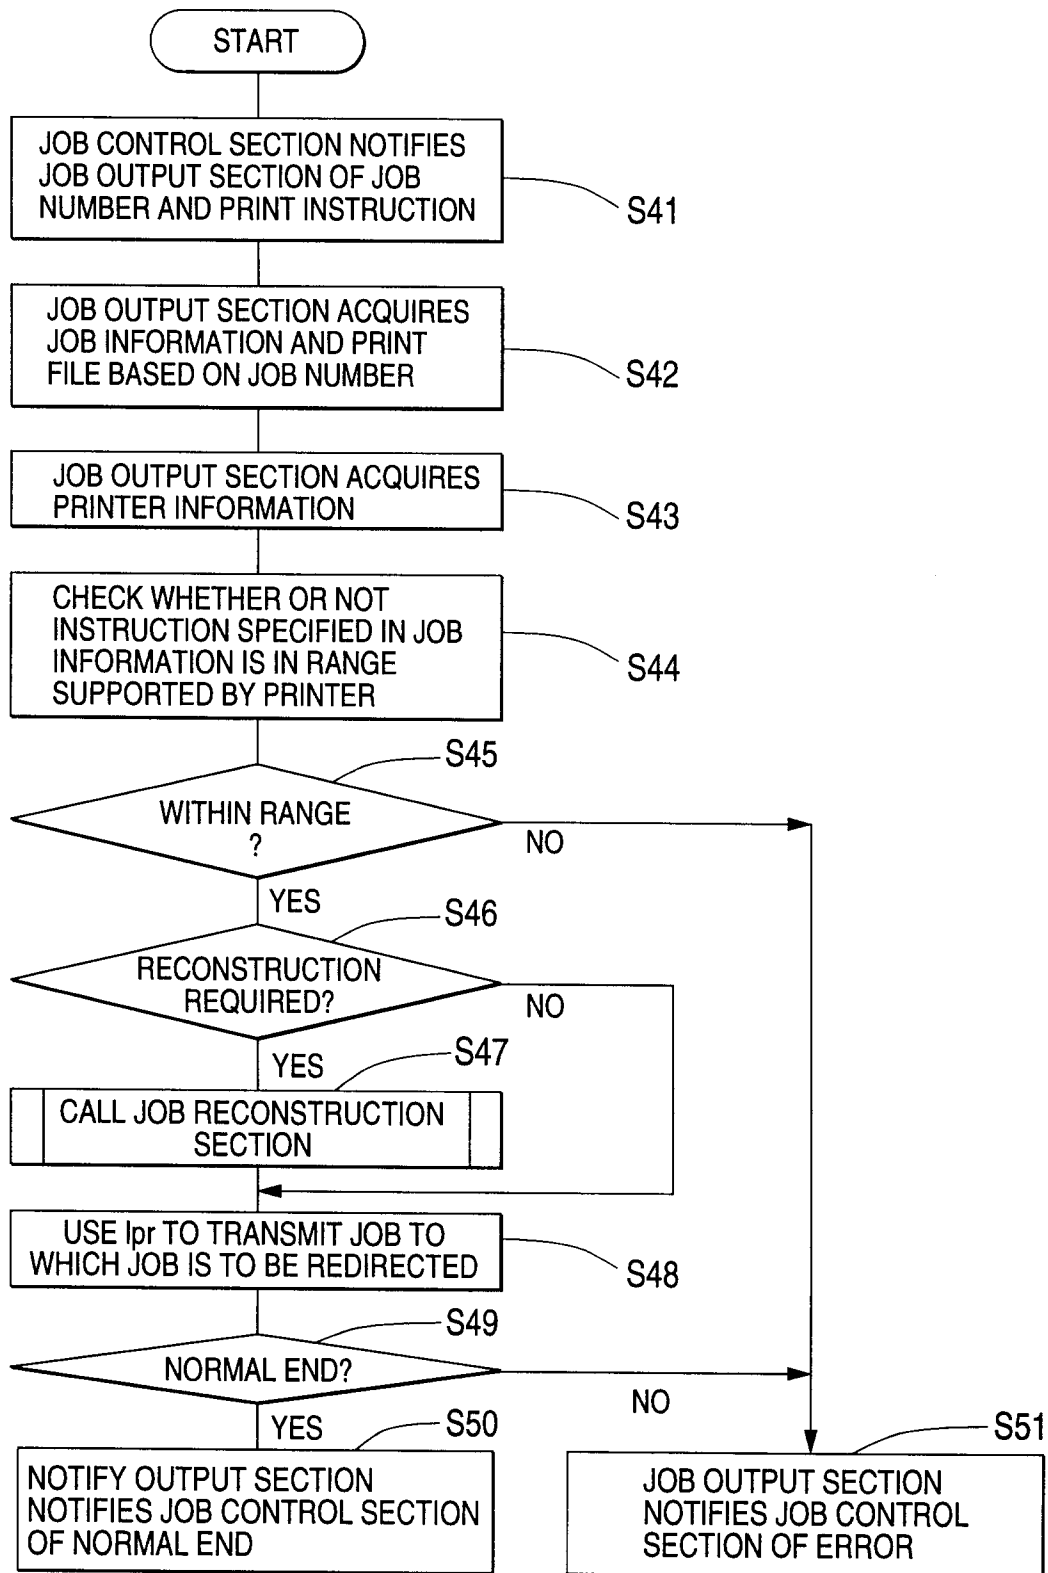 START
JOB CONTROL SECTION NOTIFIES
JOB OUTPUT SECTION OF JOB
NUMBER AND PRINT INSTRUCTION
S41
JOB OUTPUT SECTION ACQUIRES
JOB INFORMATION AND PRINT
FILE BASED ON JOB NUMBER
S42
JOB OUTPUT SECTION ACQUIRES
PRINTER INFORMATION
S43
CHECK WHETHER OR NOT
INSTRUCTION SPECIFIED IN JOB
INFORMATION IS IN RANGE
SUPPORTED BY PRINTER
S44
S45
WITHIN RANGE
?
NO
YES
S46
RECONSTRUCTION
REQUIRED?
NO
YES
S47
CALL JOB RECONSTRUCTION
SECTION
USE lpr TO TRANSMIT JOB TO
WHICH JOB IS TO BE REDIRECTED
S48
S49
NORMAL END?
NO
YES
S50
NOTIFY OUTPUT SECTION
NOTIFIES JOB CONTROL SECTION
OF NORMAL END
S51
JOB OUTPUT SECTION
NOTIFIES JOB CONTROL
SECTION OF ERROR